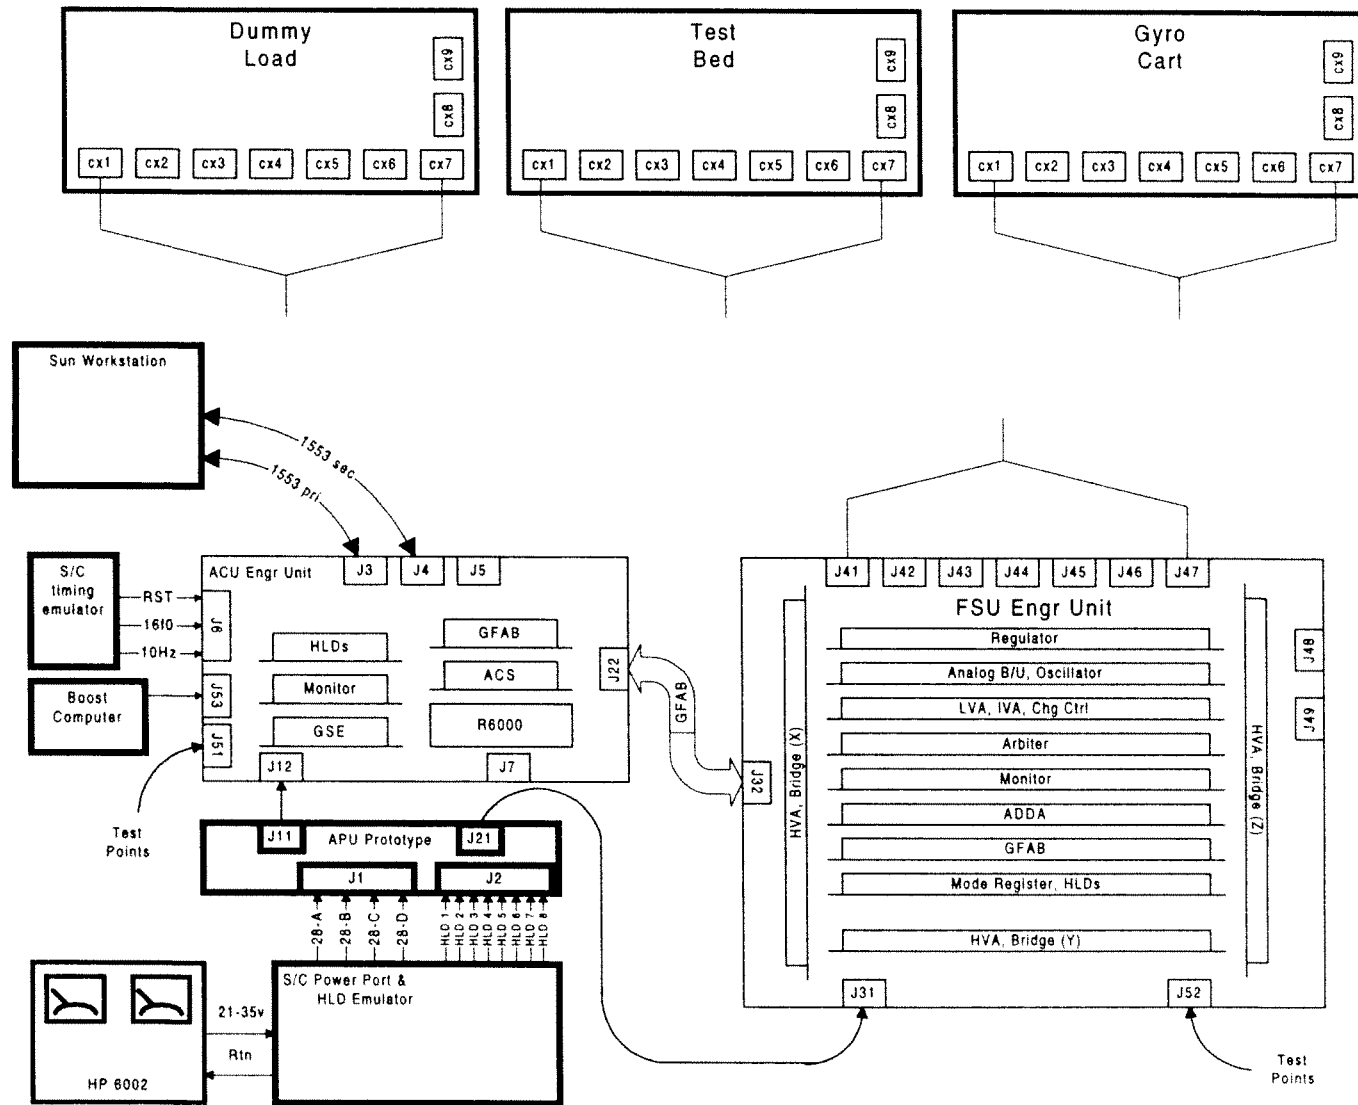 Dummy
Load
cx9
cx8
cx1 cx2 cx3 cx4 cx5 cx6 cx7
Test
Bed
cx9
cx8
cx1 cx2 cx3 cx4 cx5 cx6 cx7
Gyro
Cart
cx9
cx8
cx1 cx2 cx3 cx4 cx5 cx6 cx7
Sun Workstation
1553 sec
1553 pri
S/C
timing
emulator
RST
16f0
10Hz
Boost
Computer
Test
Points
ACU Engr Unit
J3 J4 J5
J6
J53
J51
HLDs
Monitor
GSE
GFAB
ACS
R6000
J22
J12
J7
GFAB
J11
APU Prototype
J21
J1
J2
28-A
28-B
28-C
28-D
HLD 1
HLD 2
HLD 3
HLD 4
HLD 5
HLD 6
HLD 7
HLD 8
S/C Power Port &
HLD Emulator
21-35v
Rtn
HP 6002
J41 J42 J43 J44 J45 J46 J47
FSU Engr Unit
J48
J49
J32
HVA, Bridge (X)
HVA, Bridge (Z)
Regulator
Analog B/U, Oscillator
LVA, IVA, Chg Ctrl
Arbiter
Monitor
ADDA
GFAB
Mode Register, HLDs
HVA, Bridge (Y)
J31
J52
Test
Points